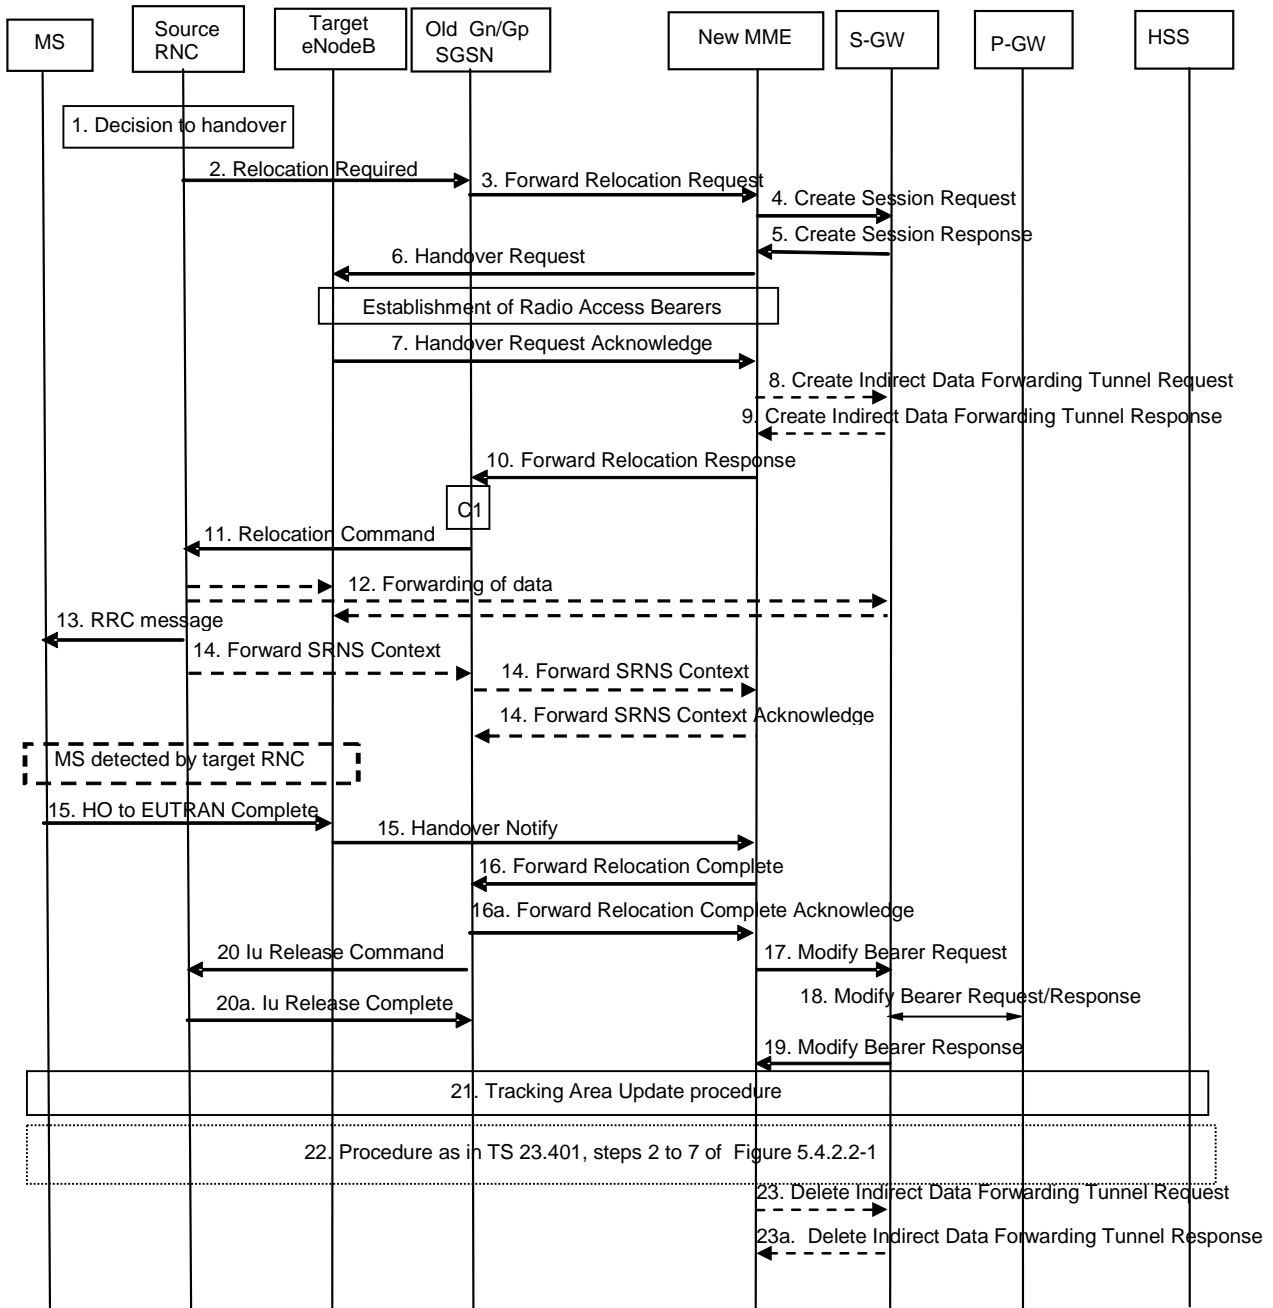 MS
Source
RNC
Target
eNodeB
Old Gn/Gp
SGSN
New MME
S-GW
P-GW
HSS
1. Decision to handover
2. Relocation Required
3. Forward Relocation Request
4. Create Session Request
5. Create Session Response
6. Handover Request
Establishment of Radio Access Bearers
7. Handover Request Acknowledge
8. Create Indirect Data Forwarding Tunnel Request
9. Create Indirect Data Forwarding Tunnel Response
10. Forward Relocation Response
C1
11. Relocation Command
12. Forwarding of data
13. RRC message
14. Forward SRNS Context
14. Forward SRNS Context
14. Forward SRNS Context Acknowledge
MS detected by target RNC
15. HO to EUTRAN Complete
15. Handover Notify
16. Forward Relocation Complete
16a. Forward Relocation Complete Acknowledge
20 Iu Release Command
17. Modify Bearer Request
20a. Iu Release Complete
18. Modify Bearer Request/Response
19. Modify Bearer Response
21. Tracking Area Update procedure
22. Procedure as in TS 23.401, steps 2 to 7 of Figure 5.4.2.2-1
23. Delete Indirect Data Forwarding Tunnel Request
23a. Delete Indirect Data Forwarding Tunnel Response